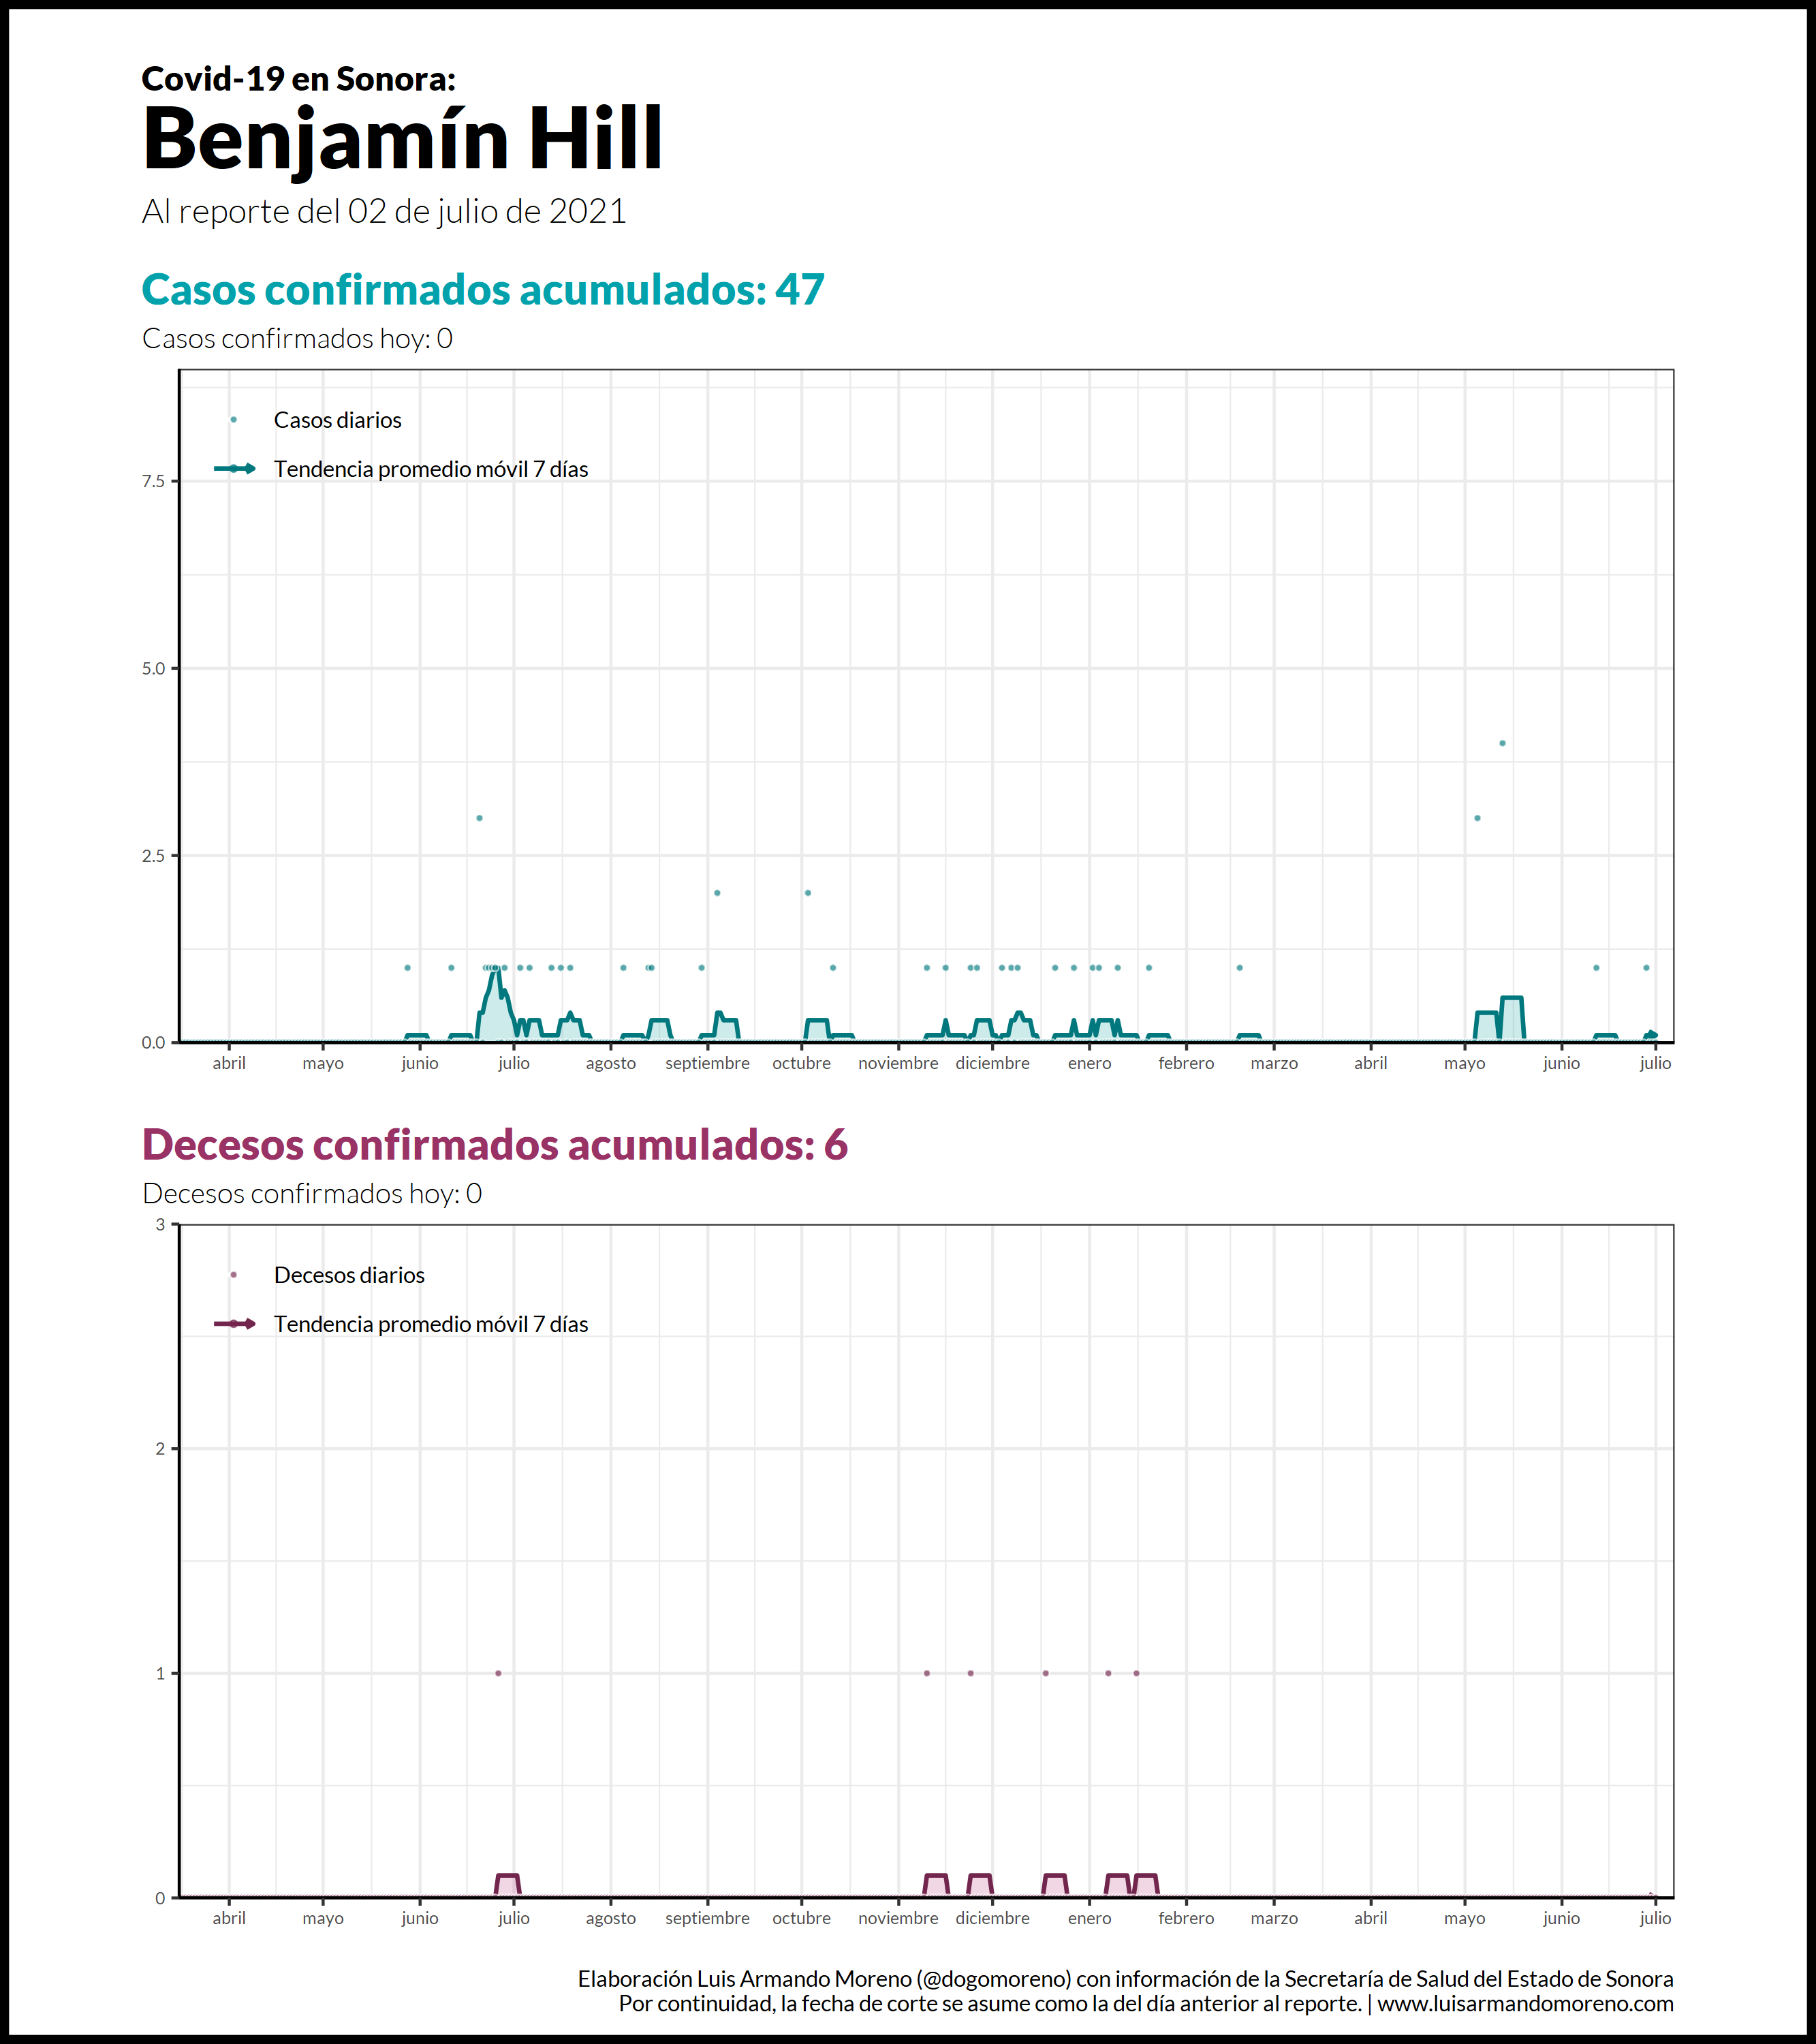 Covid-19 en Sonora:
Benjamín Hill
Al reporte del 02 de julio de 2021
Casos confirmados acumulados: 47
Casos confirmados hoy: 0
Casos diarios
Tendencia promedio móvil 7 días
7.5
5.0
2.5
0.0
abril mayo junio julio agosto septiembre octubre noviembre diciembre enero febrero marzo abril mayo junio julio
Decesos confirmados acumulados: 6
Decesos confirmados hoy: 0
3
Decesos diarios
Tendencia promedio móvil 7 días
2
1
0
abril mayo junio julio agosto septiembre octubre noviembre diciembre enero febrero marzo abril mayo junio julio
Elaboración Luis Armando Moreno (@dogomoreno) con información de la Secretaría de Salud del Estado de Sonora
Por continuidad, la fecha de corte se asume como la del día anterior al reporte. | www.luisarmandomoreno.com